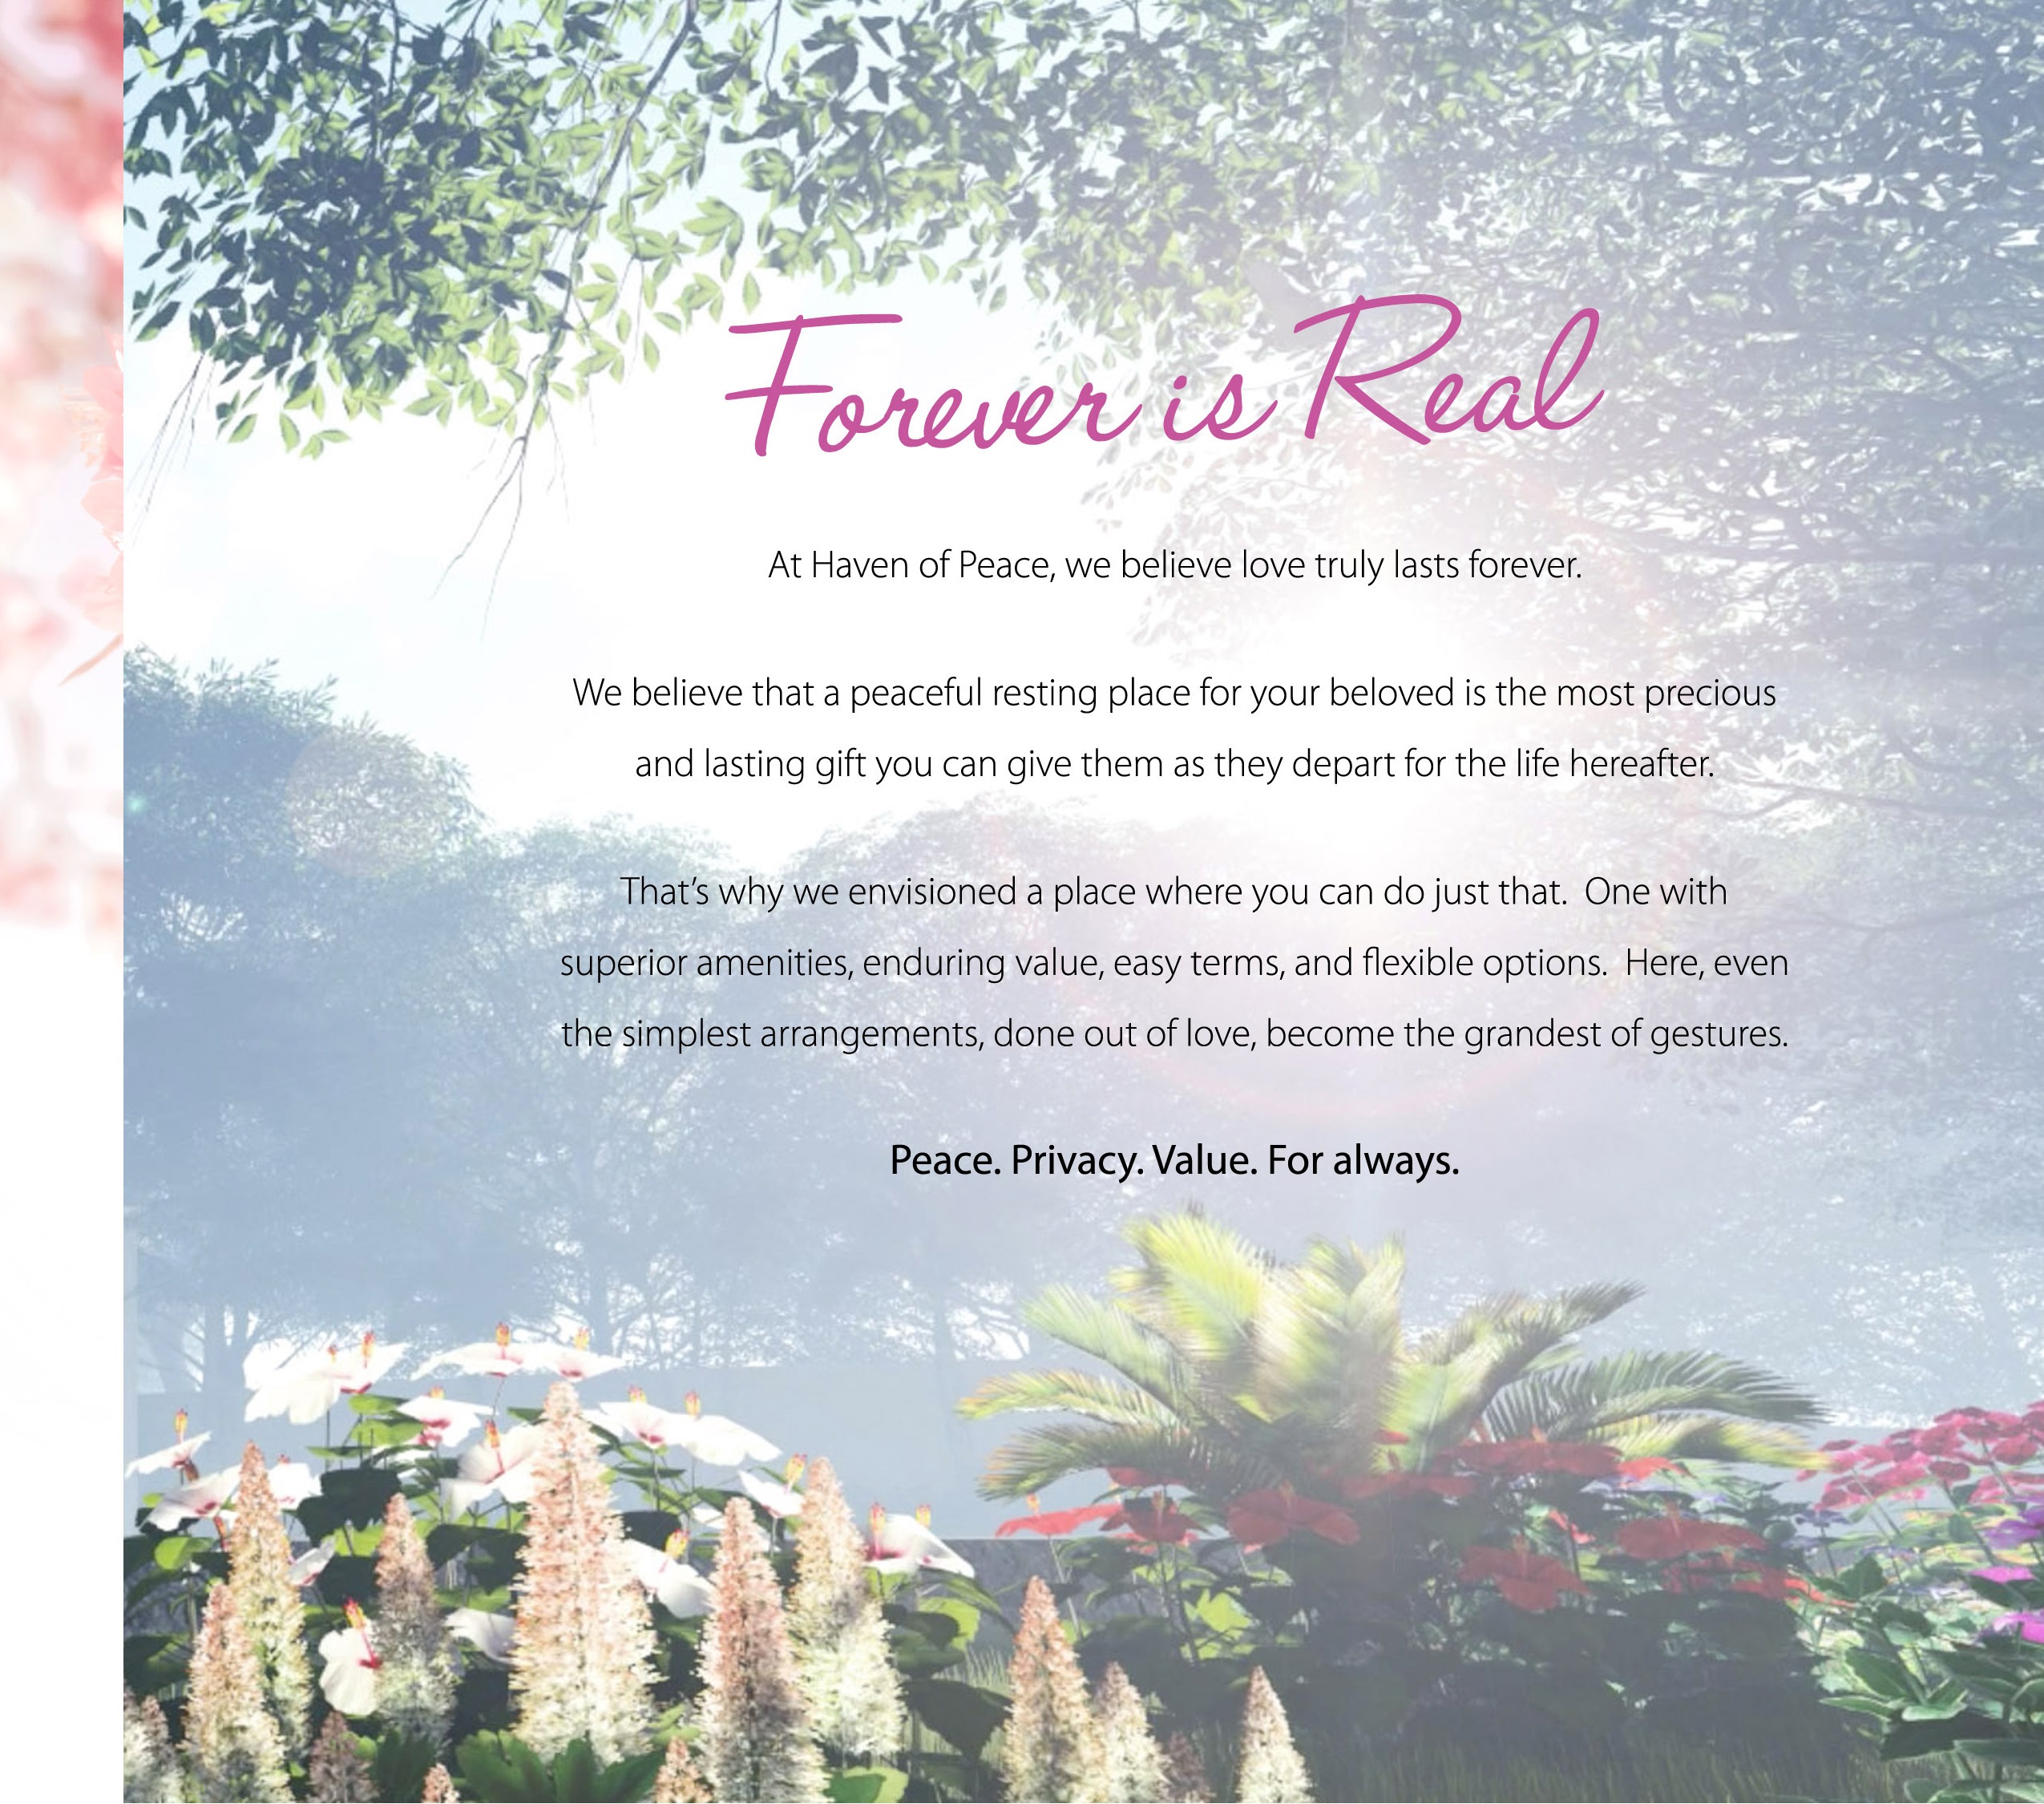 Forever is Real
At Haven of Peace, we believe love truly lasts forever.
We believe that a peaceful resting place for your beloved is the most precious
and lasting gift you can give them as they depart for the life hereafter.
That’s why we envisioned a place where you can do just that.  One with
superior amenities, enduring value, easy terms, and flexible options.  Here, even
the simplest arrangements, done out of love, become the grandest of gestures.
Peace. Privacy. Value. For always.